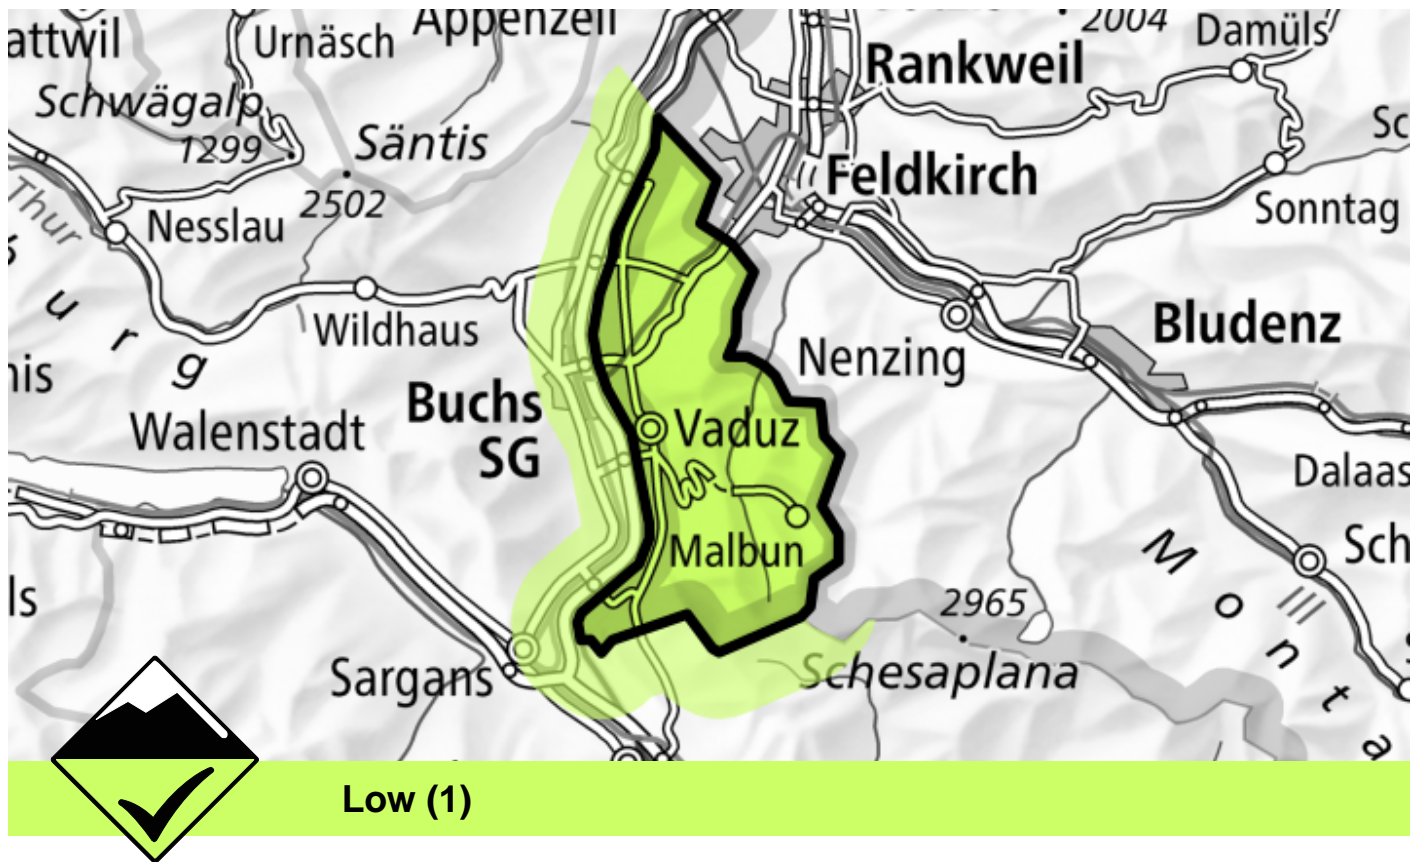 attwil
Urnäsch
Appenzell
2004
Damüls
Rankweil
Schwägalp
1299
Säntis
2502
Feldkirch
Sc
Thur
Nesslau
Sonntag
u r g
Wildhaus
Bludenz
Nenzing
nis
Buchs
SG
Walenstadt
Vaduz
Dalaas
Malbun
Sch
M o n t a
ls
2965
Schesaplana
Sargans
Low (1)